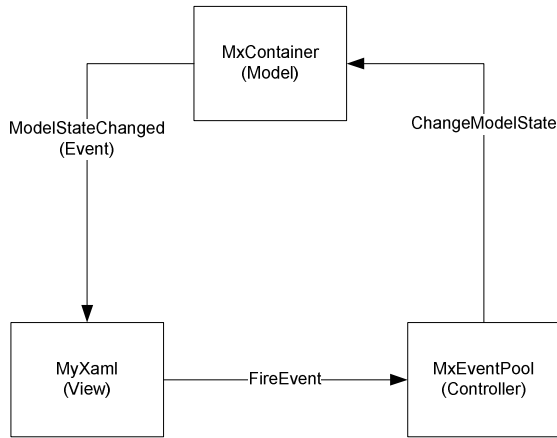 MxContainer
(Model)
ModelStateChanged
(Event)
ChangeModelState
MyXaml
(View)
FireEvent
MxEventPool
(Controller)